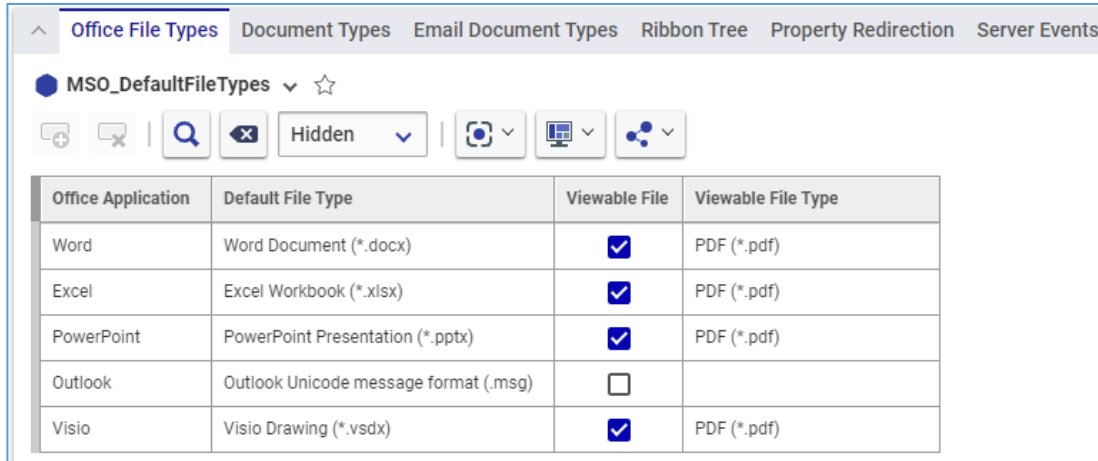 Office File Types Document Types Email Document Types Ribbon Tree Property Redirection Server Events
MSO_DefaultFileTypes
Hidden
Office Application Default File Type Viewable File Viewable File Type
Word Word Document (*.docx) PDF (*.pdf)
Excel Excel Workbook (*.xlsx) PDF (*.pdf)
PowerPoint PowerPoint Presentation (*.pptx) PDF (*.pdf)
Outlook Outlook Unicode message format (.msg)
Visio Visio Drawing (*.vsdx) PDF (*.pdf)